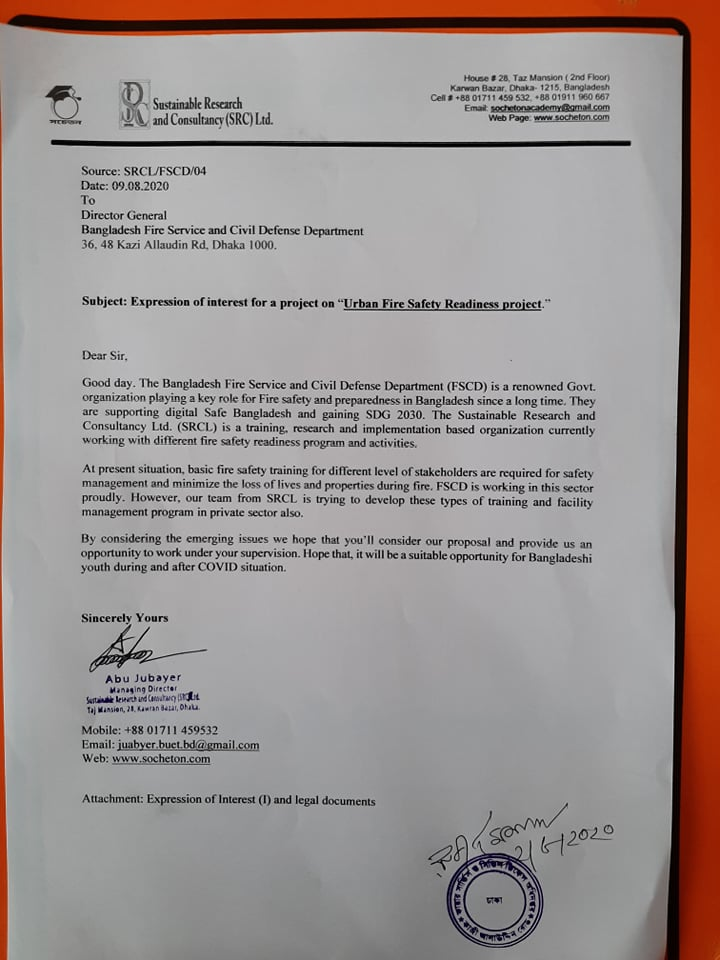 সচেতন
Sustainable Research
and Consultancy (SRC) Ltd.
House # 28, Taz Mansion ( 2nd Floor)
Karwan Bazar, Dhaka- 1215, Bangladesh
Cell # +88 01711 459 532, +88 01911 960 667
Email: sochetonacademy@gmail.com
Web Page: www.socheton.com
Source: SRCL/FSCD/04
Date: 09.08.2020
To
Director General
Bangladesh Fire Service and Civil Defense Department
36, 48 Kazi Allaudin Rd, Dhaka 1000.
Subject: Expression of interest for a project on “Urban Fire Safety Readiness project.”
Dear Sir,
Good day. The Bangladesh Fire Service and Civil Defense Department (FSCD) is a renowned Govt.
organization playing a key role for Fire safety and preparedness in Bangladesh since a long time. They
are supporting digital Safe Bangladesh and gaining SDG 2030. The Sustainable Research and
Consultancy Ltd. (SRCL) is a training, research and implementation based organization currently
working with different fire safety readiness program and activities.
At present situation, basic fire safety training for different level of stakeholders are required for safety
management and minimize the loss of lives and properties during fire. FSCD is working in this sector
proudly. However, our team from SRCL is trying to develop these types of training and facility
management program in private sector also.
By considering the emerging issues we hope that you’ll consider our proposal and provide us an
opportunity to work under your supervision. Hope that, it will be a suitable opportunity for Bangladeshi
youth during and after COVID situation.
Sincerely Yours
Abu Jubayer
Managing Director
Sustainable Research and Consultancy (SRC) Ltd.
Taj Mansion, 28, Kawran Bazar, Dhaka.
Mobile: +88 01711 459532
Email: juabyer.buet.bd@gmail.com
Web: www.socheton.com
Attachment: Expression of Interest (I) and legal documents
ফায়ার সার্ভিস ও সিভিল ডিফেন্স অধিদপ্তর
ঢাকা
কাজী আলাউদ্দিন রোড